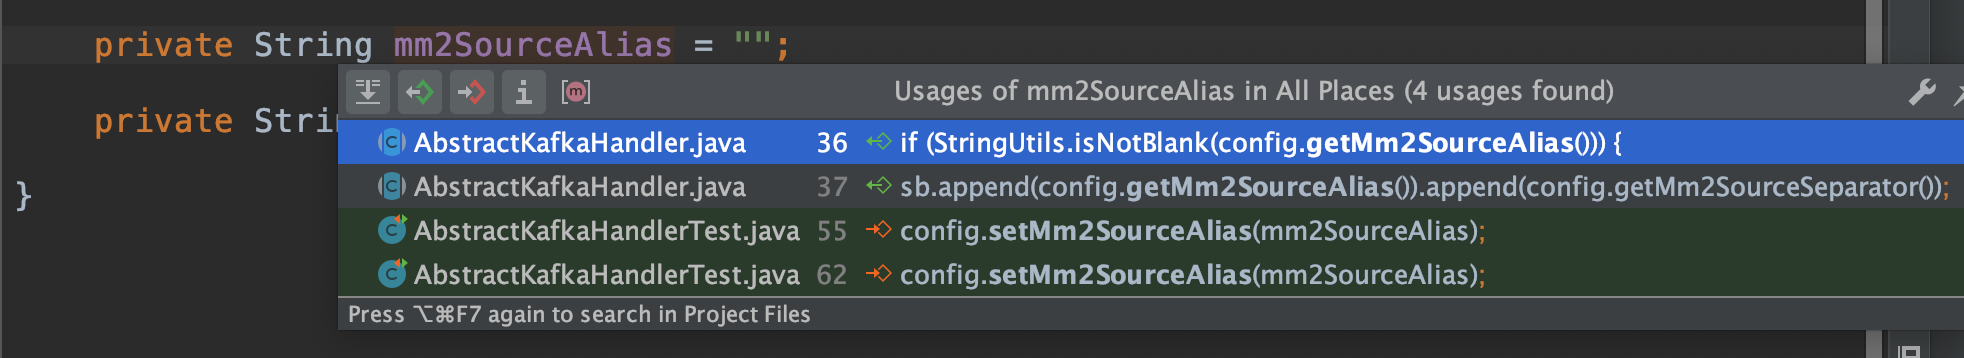 private String mm2SourceAlias = "";
Usages of mm2SourceAlias in All Places (4 usages found)
private Strin
AbstractKafkaHandler.java 36 if (StringUtils.isNotBlank(config.getMm2SourceAlias())) {
AbstractKafkaHandler.java 37 sb.append(config.getMm2SourceAlias()).append(config.getMm2SourceSeparator());
}
AbstractKafkaHandlerTest.java 55 config.setMm2SourceAlias(mm2SourceAlias);
AbstractKafkaHandlerTest.java 62 config.setMm2SourceAlias(mm2SourceAlias);
Press ⌥⌘F7 again to search in Project Files